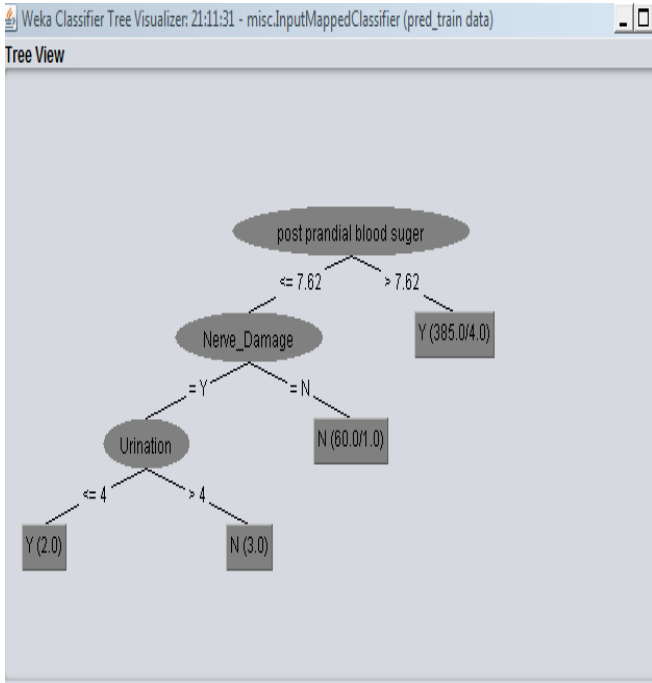 Weka Classifier Tree Visualizer: 21:11:31 - misc.InputMappedClassifier (pred_train data)
Tree View
post prandial blood suger
<= 7.62
> 7.62
Nerve_Damage
Y (385.0/4.0)
= Y
= N
Urination
N (60.0/1.0)
<= 4
> 4
Y (2.0)
N (3.0)